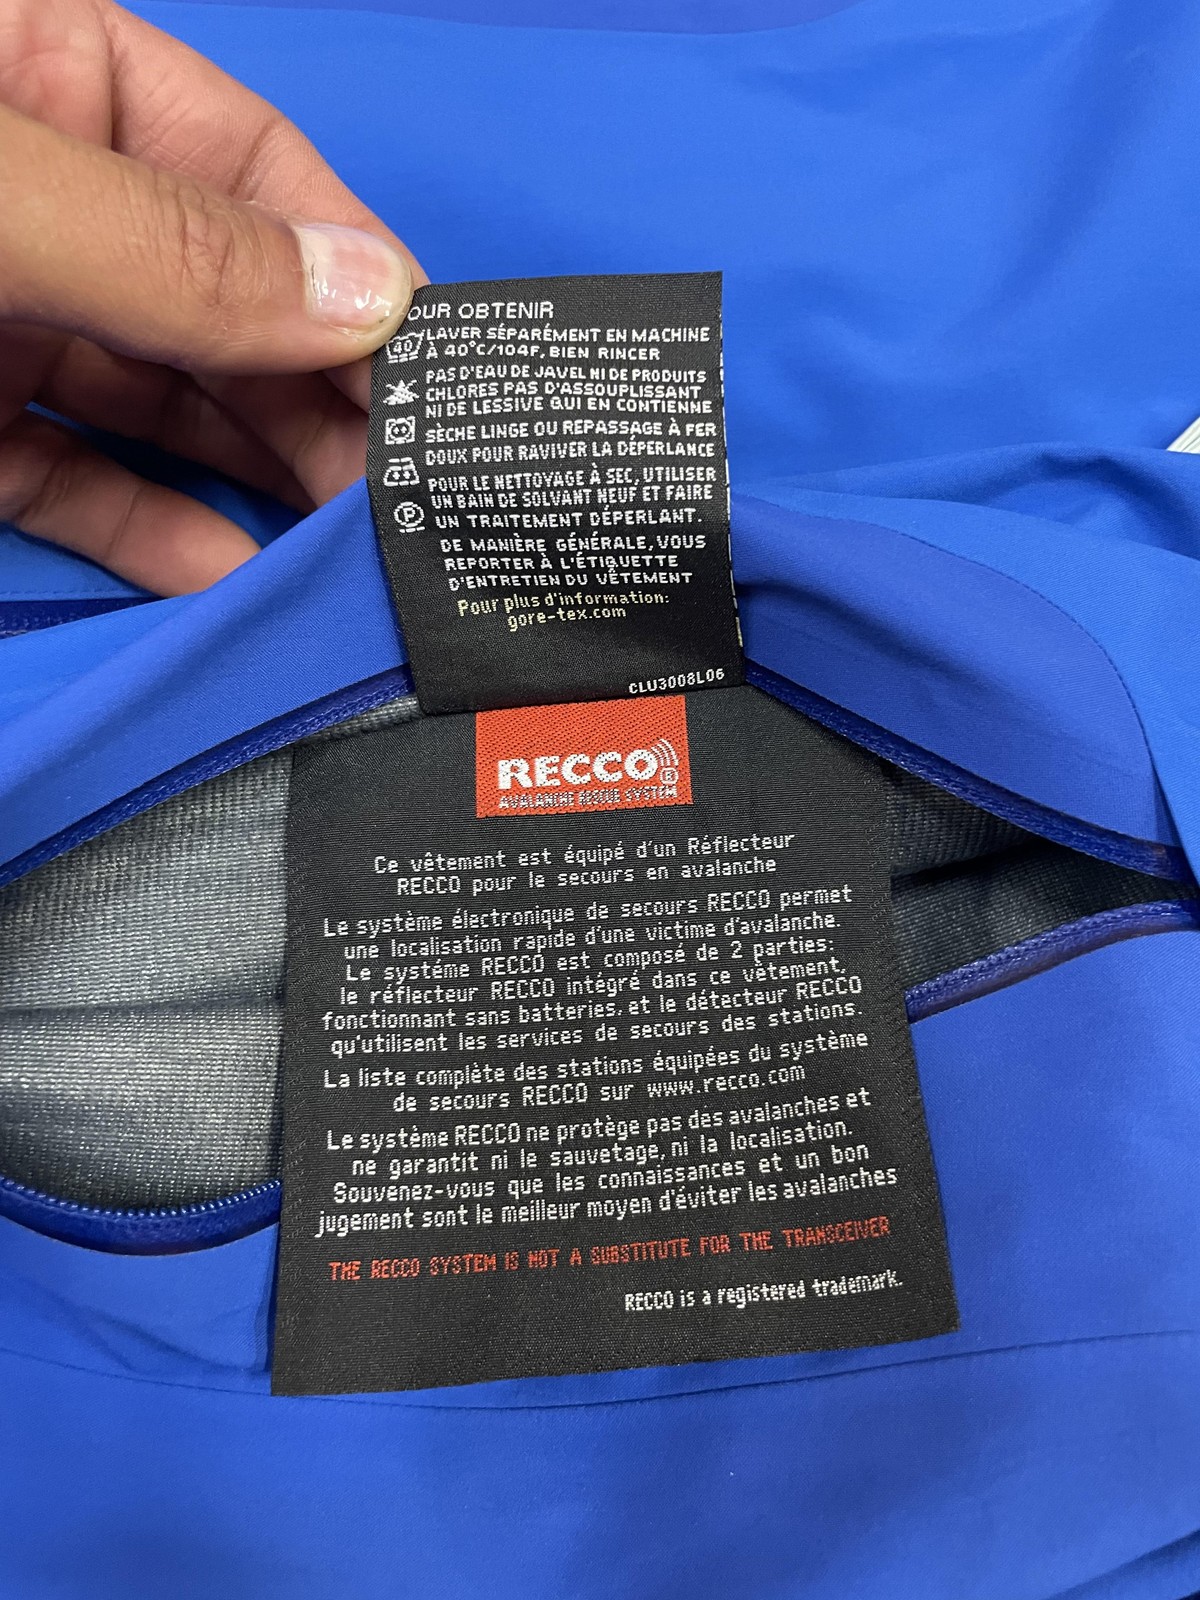 OUR OBTENIR
40
LAVER SÉPARÉMENT EN MACHINE
À 40°C/104F, BIEN RINCER
PAS D'EAU DE JAVEL NI DE PRODUITS
CHLORES PAS D'ASSOUPLISSANT
NI DE LESSIVE QUI EN CONTIENNE
SÈCHE LINGE OU REPASSAGE À FER
DOUX POUR RAVIVER LA DÉPERLANCE
POUR LE NETTOYAGE À SEC, UTILISER
UN BAIN DE SOLVANT NEUF ET FAIRE
P
UN TRAITEMENT DÉPERLANT.
DE MANIÈRE GÉNÉRALE, VOUS
REPORTER À L'ÉTIQUETTE
D'ENTRETIEN DU VÊTEMENT
Pour plus d'information:
gore-tex.com
CLU3008L06
RECCO®
AVALANCHE RESCUE SYSTEM
Ce vêtement est équipé d'un Réflecteur
RECCO pour le secours en avalanche
Le système électronique de secours RECCO permet
une localisation rapide d'une victime d'avalanche.
Le systéme RECCO est composé de 2 parties:
le réflecteur RECCO intégré dans ce vêtement,
fonctionnant sans batteries, et le détecteur RECCO
qu'utilisent les services de secours des stations.
La liste complète des stations équipées du système
de secours RECCO sur www.recco.com
Le système RECCO ne protège pas des avalanches et
ne garantit ni le sauvetage, ni la localisation.
Souvenez-vous que les connaissances et un bon
jugement sont le meilleur moyen d'éviter les avalanches
THE RECCO SYSTEM IS NOT A SUBSTITUTE FOR THE TRANSCEIVER
RECCO is a registered trademark.